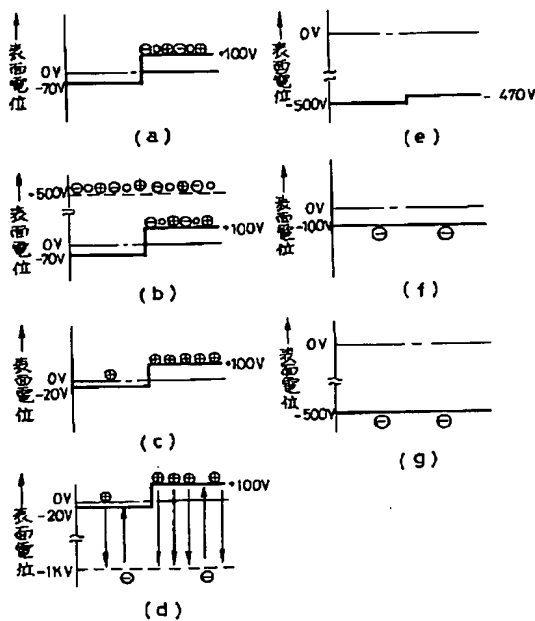 表面電位
0V
-70V
+100V
(a)
表面電位
+500V
0V
-70V
+100V
(b)
表面電位
0V
-20V
+100V
(c)
表面電位
0V
-20V
-1KV
+100V
(d)
表面電位
0V
-500V
- 470V
(e)
表面電位
0V
-100V
(f)
表面電位
0V
-500V
(g)